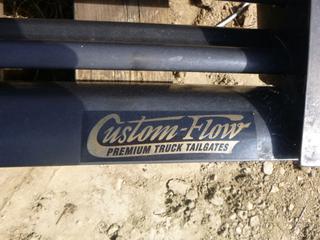 Custom-Flow
PREMIUM TRUCK TAILGATES